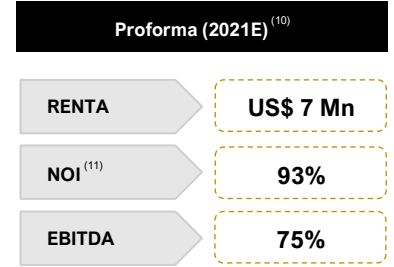 Proforma (2021E) (10)
RENTA US$ 7 Mn
NOI (11) 93%
EBITDA 75%